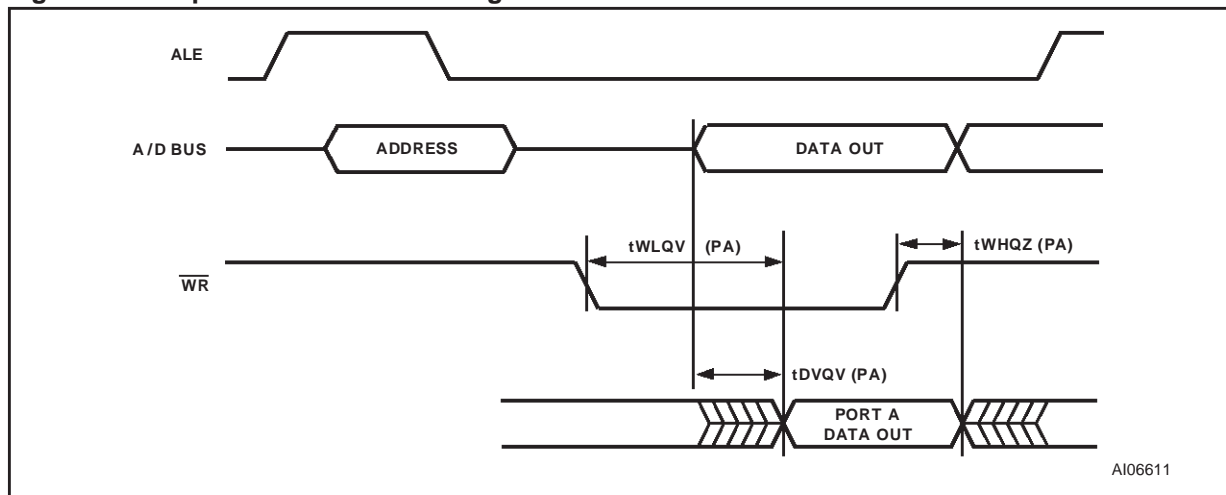 ALE
A/D BUS
ADDRESS
DATA OUT
tWLQV (PA)
tWHQZ (PA)
WR
tDVQV (PA)
PORT A
DATA OUT
AI06611